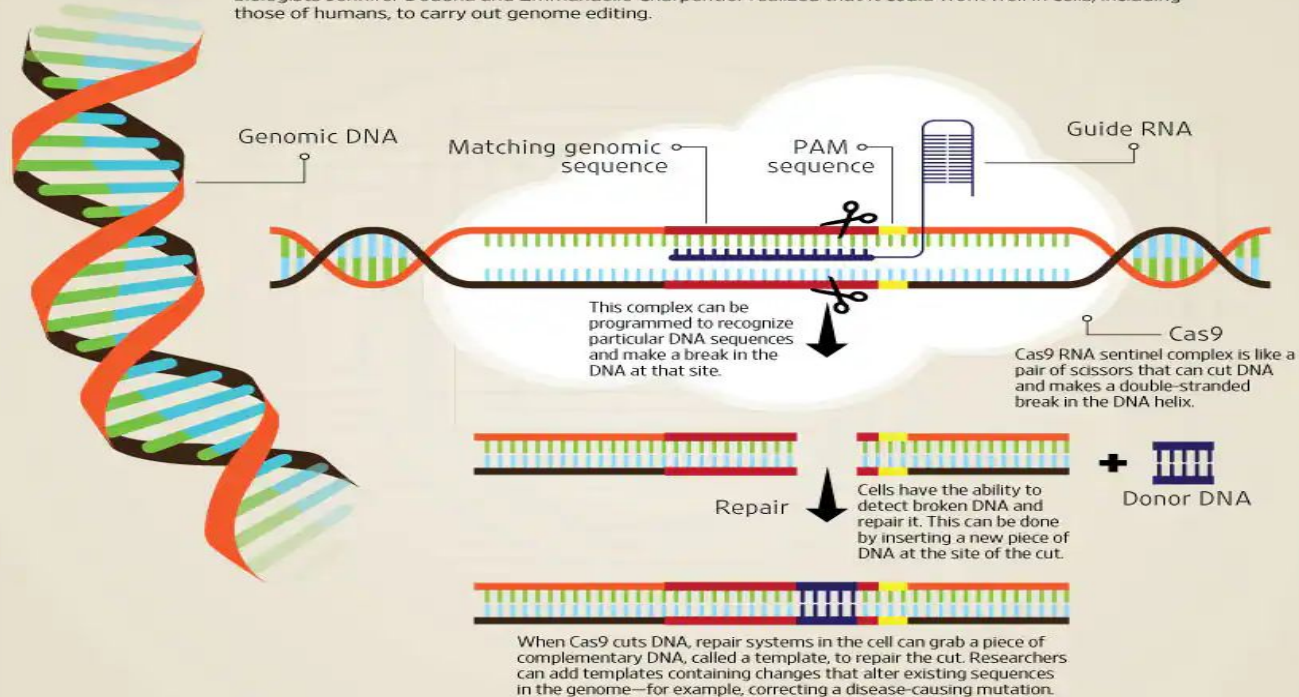 those of humans, to carry out genome editing.
Genomic DNA
Matching genomic
sequence
PAM
sequence
Guide RNA
This complex can be
programmed to recognize
particular DNA sequences
and make a break in the
DNA at that site.
Cas9
Cas9 RNA sentinel complex is like a
pair of scissors that can cut DNA
and makes a double-stranded
break in the DNA helix.
Repair
Cells have the ability to
detect broken DNA and
repair it. This can be done
by inserting a new piece of
DNA at the site of the cut.
Donor DNA
When Cas9 cuts DNA, repair systems in the cell can grab a piece of
complementary DNA, called a template, to repair the cut. Researchers
can add templates containing changes that alter existing sequences
in the genome—for example, correcting a disease-causing mutation.